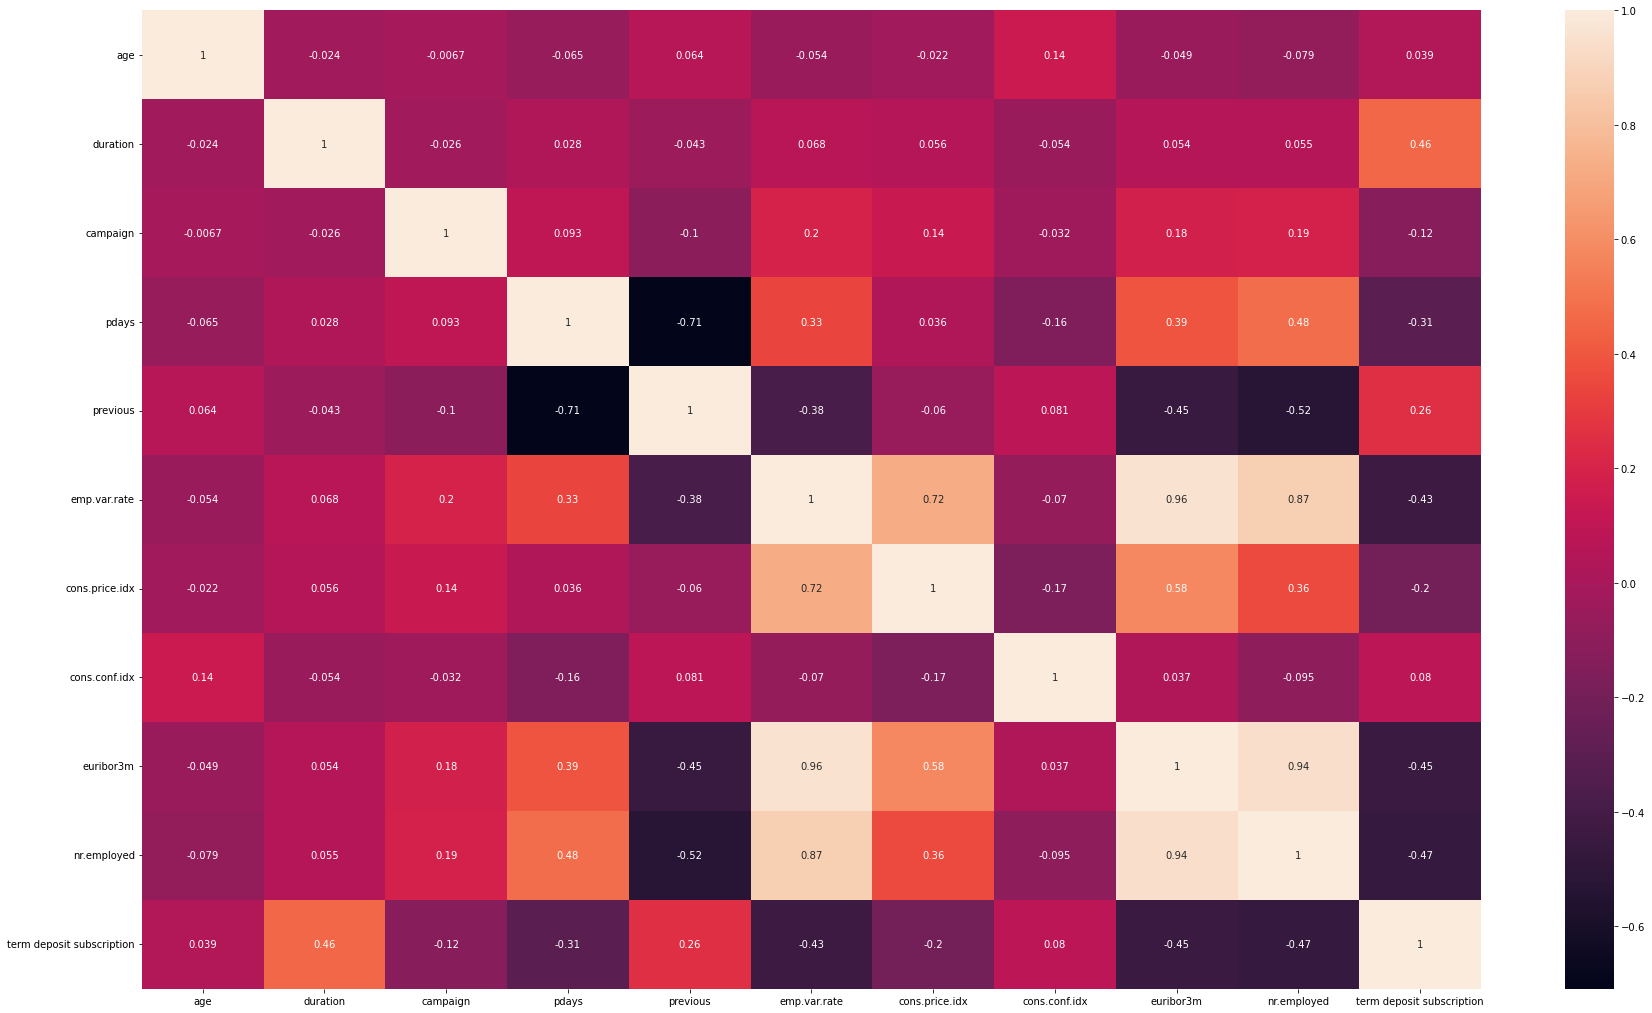 age 1 -0.024 -0.0067 -0.065 0.064 -0.054 -0.022 0.14 -0.049 -0.079 0.039
duration -0.024 1 -0.026 0.028 -0.043 0.068 0.056 -0.054 0.054 0.055 0.46
campaign -0.0067 -0.026 1 0.093 -0.1 0.2 0.14 -0.032 0.18 0.19 -0.12
pdays -0.065 0.028 0.093 1 -0.71 0.33 0.036 -0.16 0.39 0.48 -0.31
previous 0.064 -0.043 -0.1 -0.71 1 -0.38 -0.06 0.081 -0.45 -0.52 0.26
emp.var.rate -0.054 0.068 0.2 0.33 -0.38 1 0.72 -0.07 0.96 0.87 -0.43
cons.price.idx -0.022 0.056 0.14 0.036 -0.06 0.72 1 -0.17 0.58 0.36 -0.2
cons.conf.idx 0.14 -0.054 -0.032 -0.16 0.081 -0.07 -0.17 1 0.037 -0.095 0.08
euribor3m -0.049 0.054 0.18 0.39 -0.45 0.96 0.58 0.037 1 0.94 -0.45
nr.employed -0.079 0.055 0.19 0.48 -0.52 0.87 0.36 -0.095 0.94 1 -0.47
term deposit subscription 0.039 0.46 -0.12 -0.31 0.26 -0.43 -0.2 0.08 -0.45 -0.47 1
age duration campaign pdays previous emp.var.rate cons.price.idx cons.conf.idx euribor3m nr.employed term deposit subscription
1.0
0.8
0.6
0.4
0.2
0.0
−0.2
−0.4
−0.6